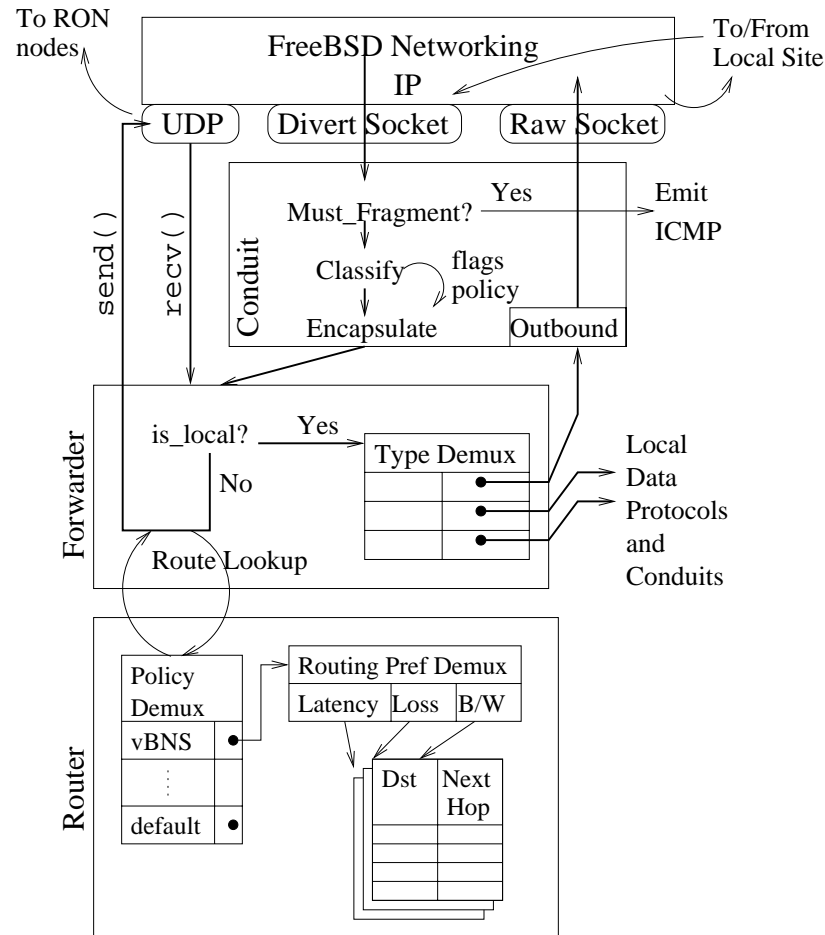 To RON
nodes
FreeBSD Networking
IP
To/From
Local Site
UDP
Divert Socket
Raw Socket
send()
recv()
Conduit
Must_Fragment?
Yes
Emit
ICMP
Classify
flags
policy
Encapsulate
Outbound
Forwarder
is_local?
Yes
No
Type Demux
Local
Data
Protocols
and
Conduits
Route Lookup
Router
Policy
Demux
vBNS
default
Routing Pref Demux
Latency
Loss
B/W
Dst
Next
Hop